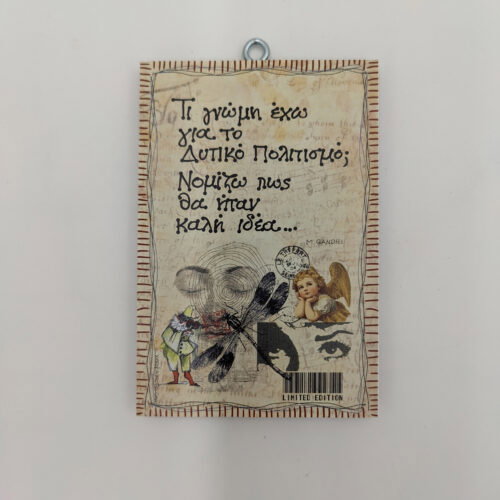 Τι γνώμη έχω
για το
Δυτικό Πολιτισμό;
Νομίζω πως
θα ήταν
καλή ιδέα...
M. GANDHI
LIMITED EDITION